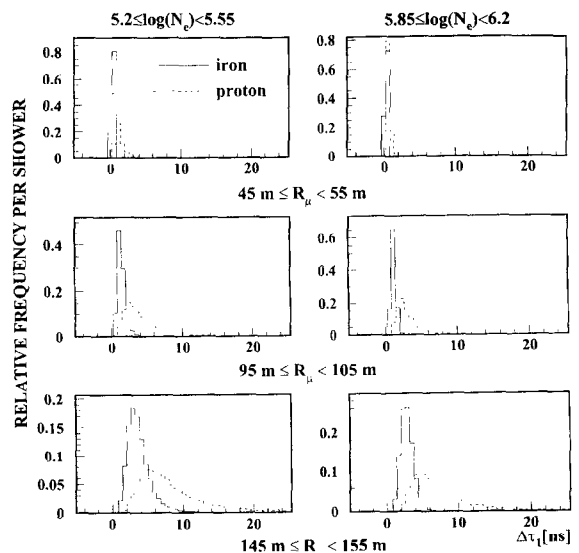 5.2≤log(Nₑ)<5.55 5.85≤log(Nₑ)<6.2
RELATIVE FREQUENCY PER SHOWER
0.8
0.6
0.4
0.2
0
iron
proton
0 10 20
0.8
0.6
0.4
0.2
0
0 10 20
45 m ≤ R_μ < 55 m
0.4
0.2
0
0 10 20
0.6
0.4
0.2
0
0 10 20
95 m ≤ R_μ < 105 m
0.2
0.15
0.1
0.05
0
0 10 20
0.2
0.1
0
0 10 20
Δτ₁[ns]
145 m ≤ R < 155 m